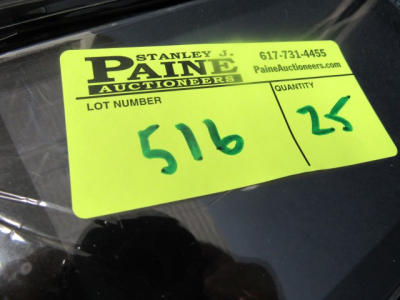 STANLEY J.
PAINE
AUCTIONEERS
617-731-4455
PaineAuctioneers.com
LOT NUMBER
QUANTITY
516
25